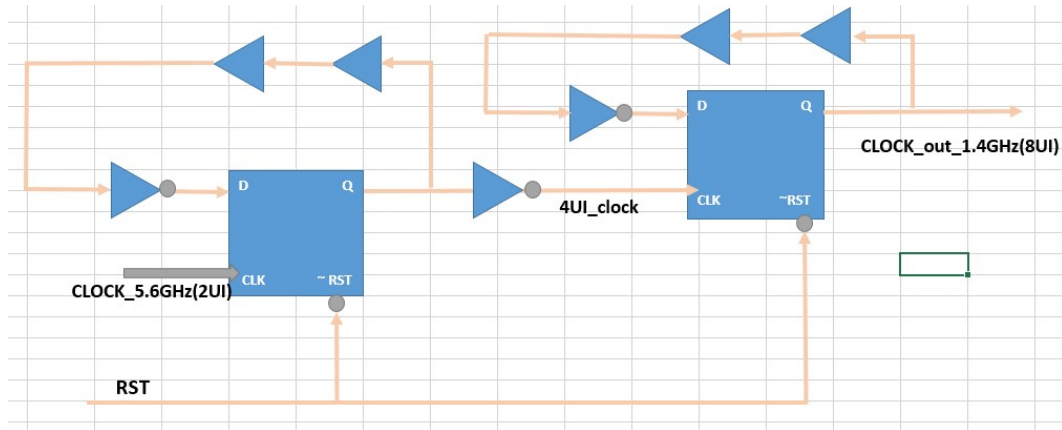 D Q
CLOCK_out_1.4GHz(8UI)
D Q
CLK ~RST
4UI_clock
CLK ~ RST
CLOCK_5.6GHz(2UI)
RST